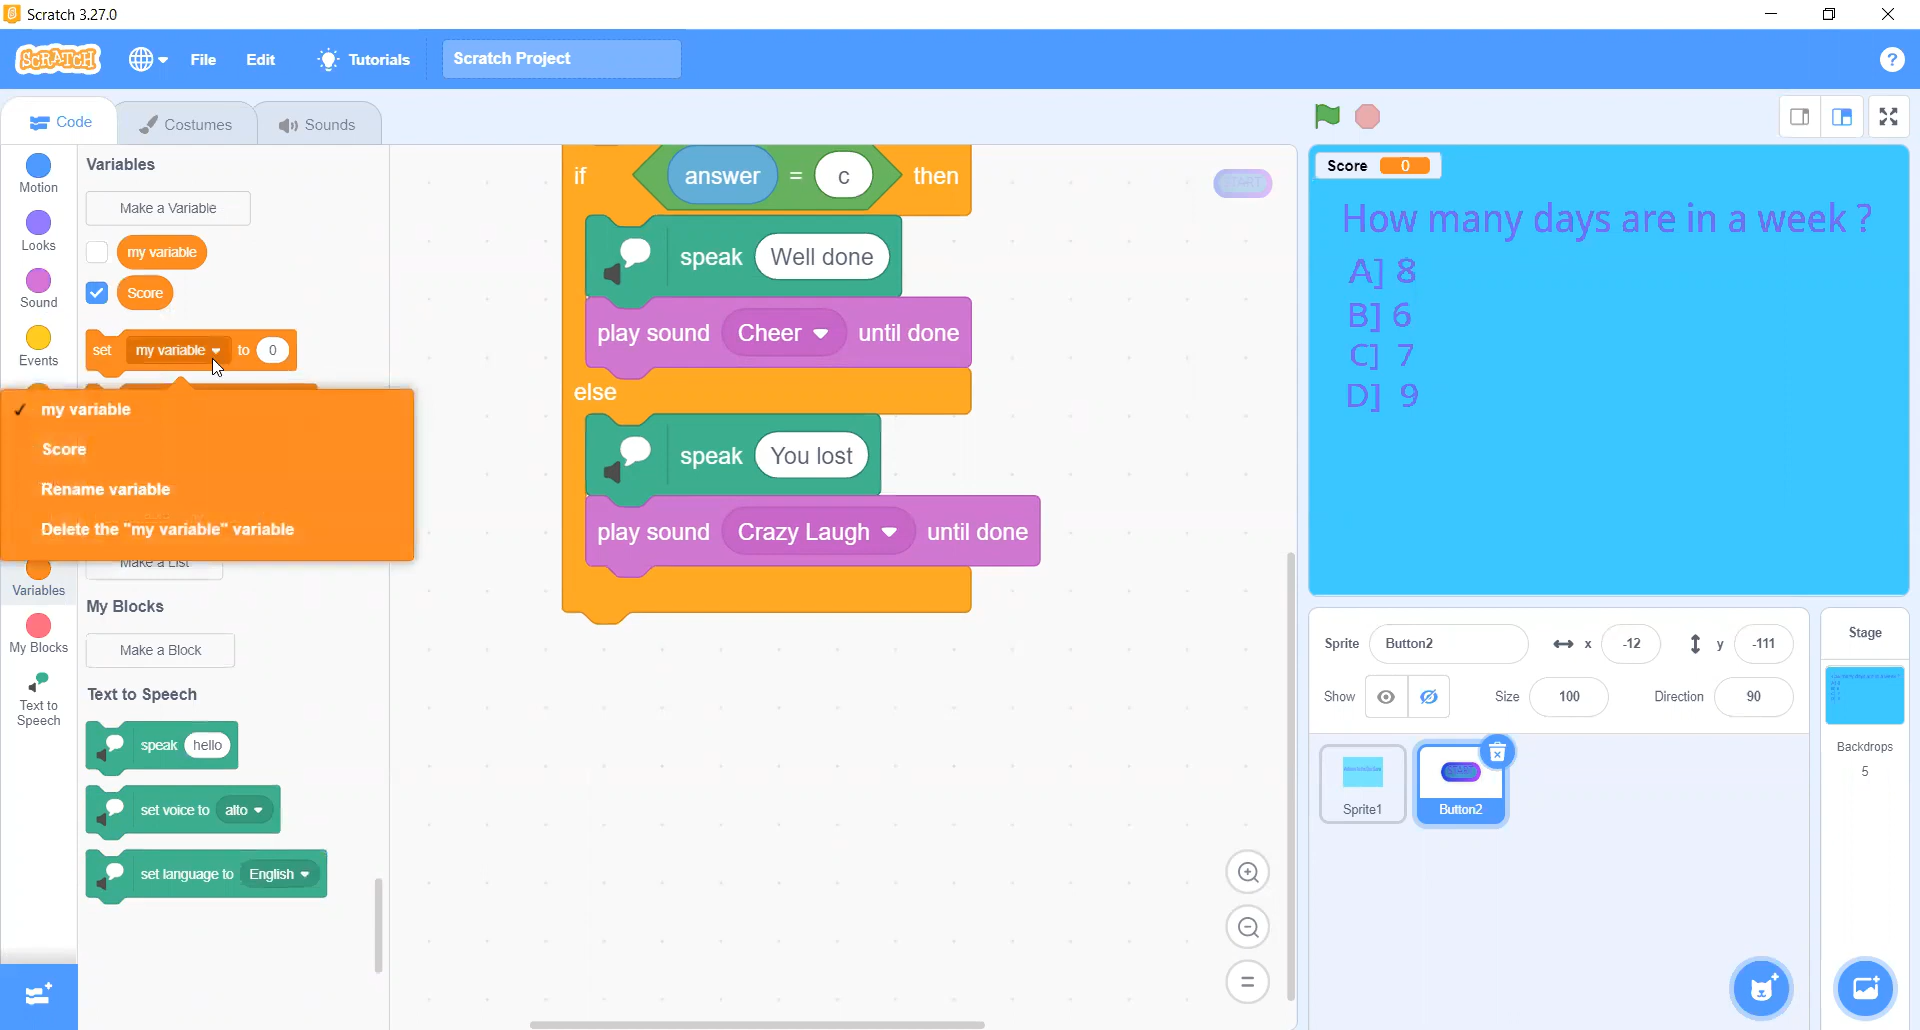 Scratch 3.27.0
SCRATCH File Edit Tutorials Scratch Project
Code Costumes Sounds
Motion
Looks
Sound
Events
Variables
My Blocks
Text to Speech
Variables
Make a Variable
my variable
Score
set my variable to 0
my variable
Score
Rename variable
Delete the "my variable" variable
Make a List
My Blocks
Make a Block
Text to Speech
speak hello
set voice to alto
set language to English
if answer = c then
speak Well done
play sound Cheer until done
else
speak You lost
play sound Crazy Laugh until done
START
Score 0
How many days are in a week ?
A] 8
B] 6
C] 7
D] 9
Sprite Button2 x -12 y -111
Show Size 100 Direction 90
Sprite1
Button2
Stage
Backdrops
5